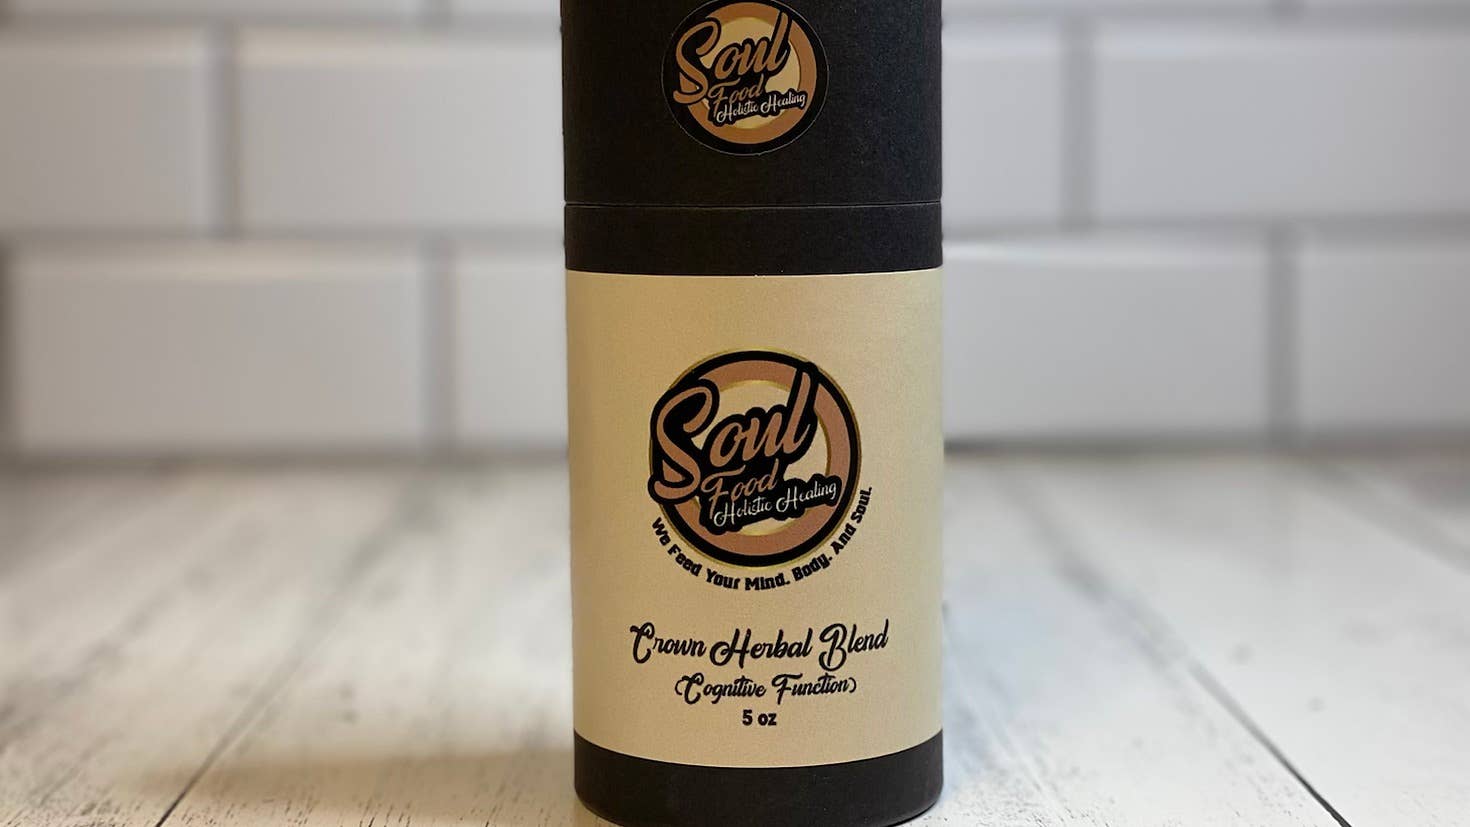 Soul
Food
Holistic Healing
Soul
Food
Holistic Healing
We Feed Your Mind. Body. And Soul.
Crown Herbal Blend
(Cognitive Function)
5 oz